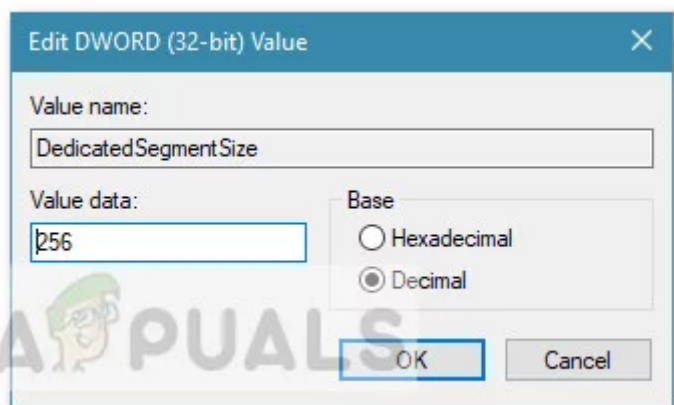 Edit DWORD (32-bit) Value
Value name:
DedicatedSegmentSize
Value data:
256
Base
Hexadecimal
Decimal
APPUALS
OK
Cancel